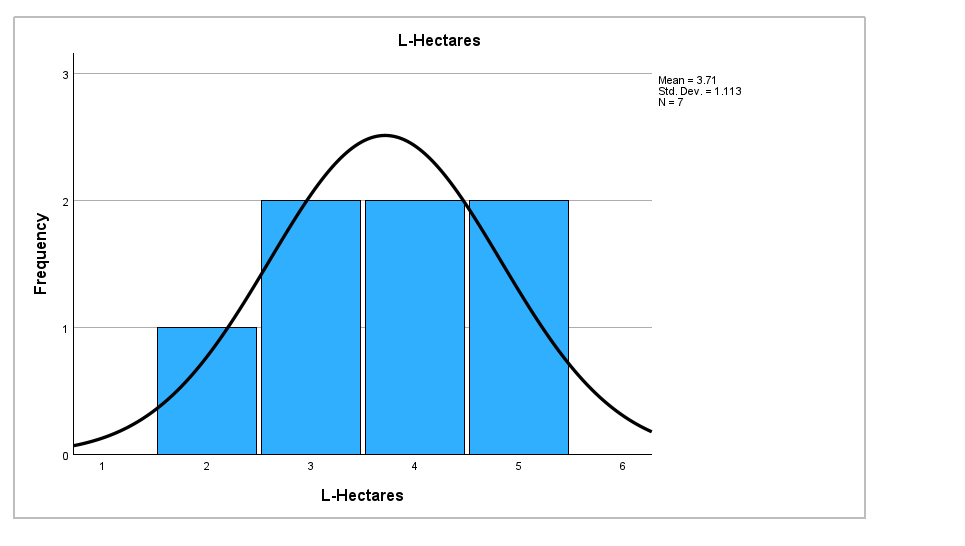 L-Hectares
Mean = 3.71
Std. Dev. = 1.113
N = 7
Frequency
3
2
1
0
1 2 3 4 5 6
L-Hectares